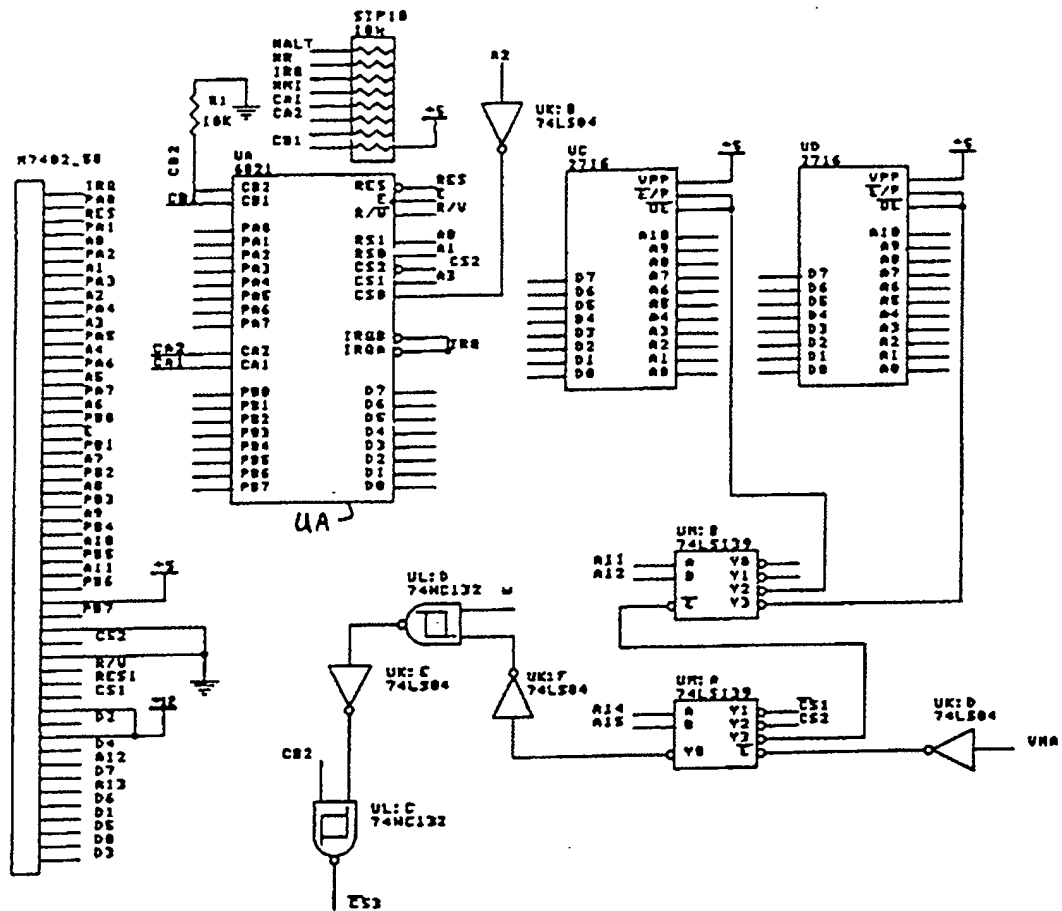 SIP10
10K
HALT
MR
IRQ
NMI
CA1
CA2
CB1
+5
R1
10K
CB2
A2
UK:B
74LS04
UA
6821
CB2
CB1
PA0
PA1
PA2
PA3
PA4
PA5
PA6
PA7
CA2
CA1
PB0
PB1
PB2
PB3
PB4
PB5
PB6
PB7
RES
E
R/W
RS1
RS0
CS2
CS1
CS0
IRQB
IRQA
D7
D6
D5
D4
D3
D2
D1
D0
RES
E
R/W
A0
A1
CS2
A3
IRQ
CB1
CA2
CA1
UA
UC
2716
+5
VPP
E/P
OE
A10
A9
A8
A7
A6
A5
A4
A3
A2
A1
A0
D7
D6
D5
D4
D3
D2
D1
D0
UD
2716
+5
VPP
E/P
OE
A10
A9
A8
A7
A6
A5
A4
A3
A2
A1
A0
D7
D6
D5
D4
D3
D2
D1
D0
IRQ
PA0
RES
PA1
A0
PA2
A1
PA3
A2
PA4
A3
PA5
A4
PA6
A5
PA7
A6
PB0
E
PB1
A7
PB2
A8
PB3
A9
PB4
A10
PB5
A11
PB6
+5
PB7
CS2
R/W
RES1
CS1
D2
D4
A12
D7
A13
D6
D1
D5
D0
D3
UM:B
74LS139
A11
A12
A
B
E
Y0
Y1
Y2
Y3
UL:D
74HC132
UK:E
74LS04
UK:F
74LS04
UM:A
74LS139
A14
A15
A
B
Y0
Y1
Y2
Y3
E
CS1
CS2
UK:D
74LS04
VMA
CB2
UL:C
74HC132
CS3